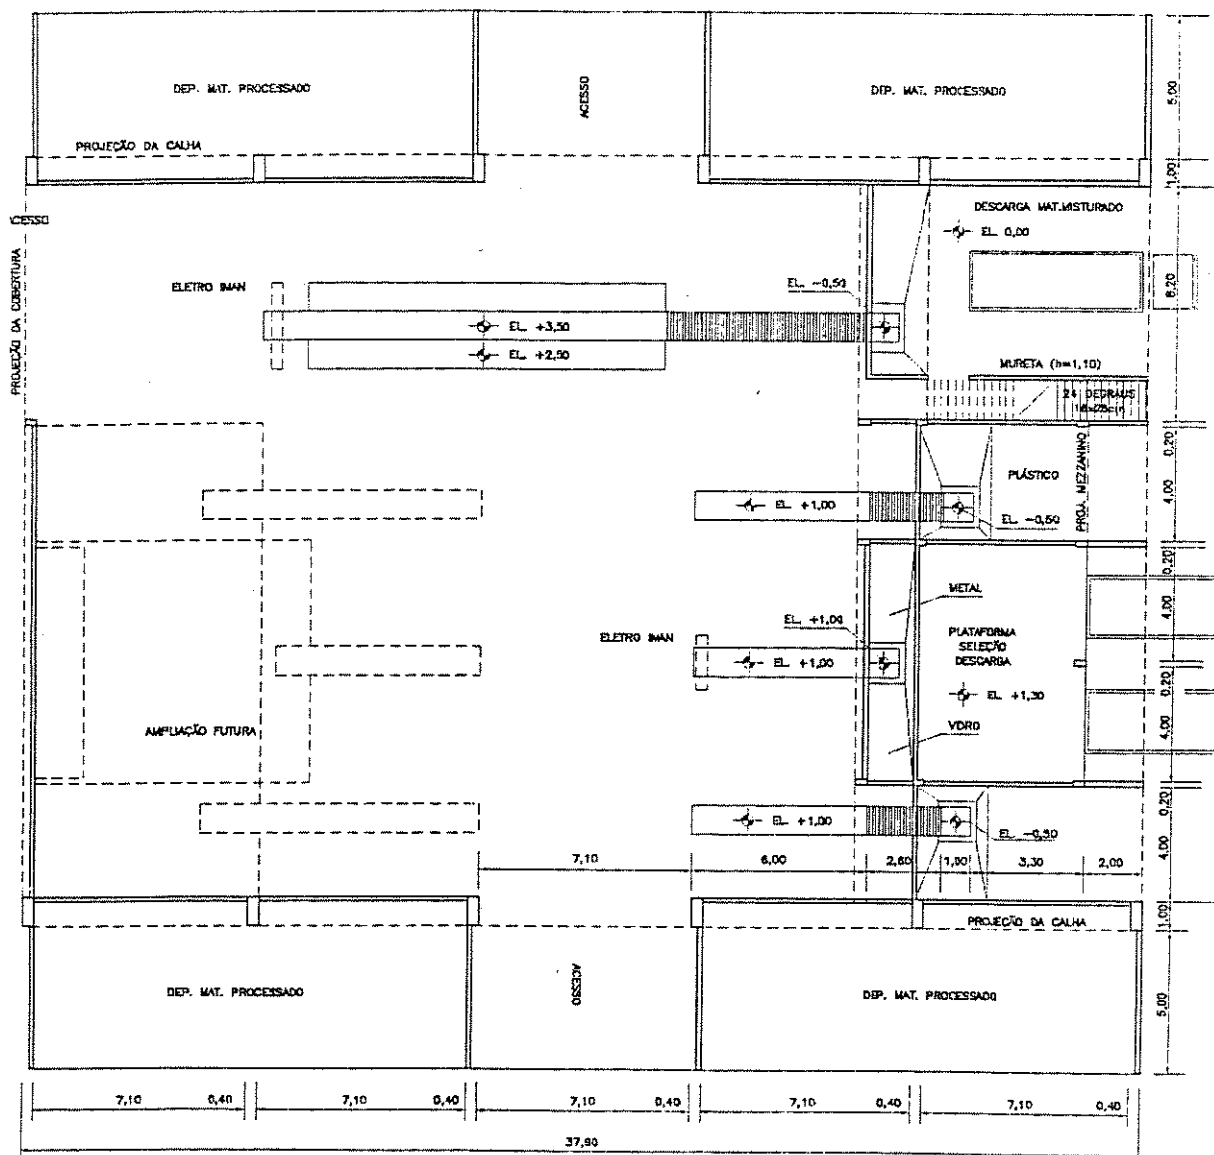 DEP. MAT. PROCESSADO
ACESSO
DEP. MAT. PROCESSADO
5,00
PROJEÇÃO DA CALHA
1,00
ACESSO
DESCARGA MAT.MISTURADO
EL 0,00
PROJEÇÃO DA COBERTURA
ELETRO IMAN
EL. -0,50
8,20
EL. +3,50
EL. +2,50
MURETA (h=1,10)
24 DEGRAUS
0,20
PLÁSTICO
PROJ. MEZZANINO
4,00
EL. +1,00
EL. -0,50
0,20
METAL
4,00
EL. +1,00
ELETRO IMAN
PLATAFORMA
SELEÇÃO
DESCARGA
EL. +1,00
0,20
EL. +1,30
AMPLIAÇÃO FUTURA
VIDRO
4,00
0,20
EL. +1,00
EL. -0,50
4,00
7,10
6,00
2,60
1,00
3,30
2,00
PROJEÇÃO DA CALHA
1,00
DEP. MAT. PROCESSADO
ACESSO
DEP. MAT. PROCESSADO
5,00
7,10
0,40
7,10
0,40
7,10
0,40
7,10
0,40
7,10
0,40
37,90